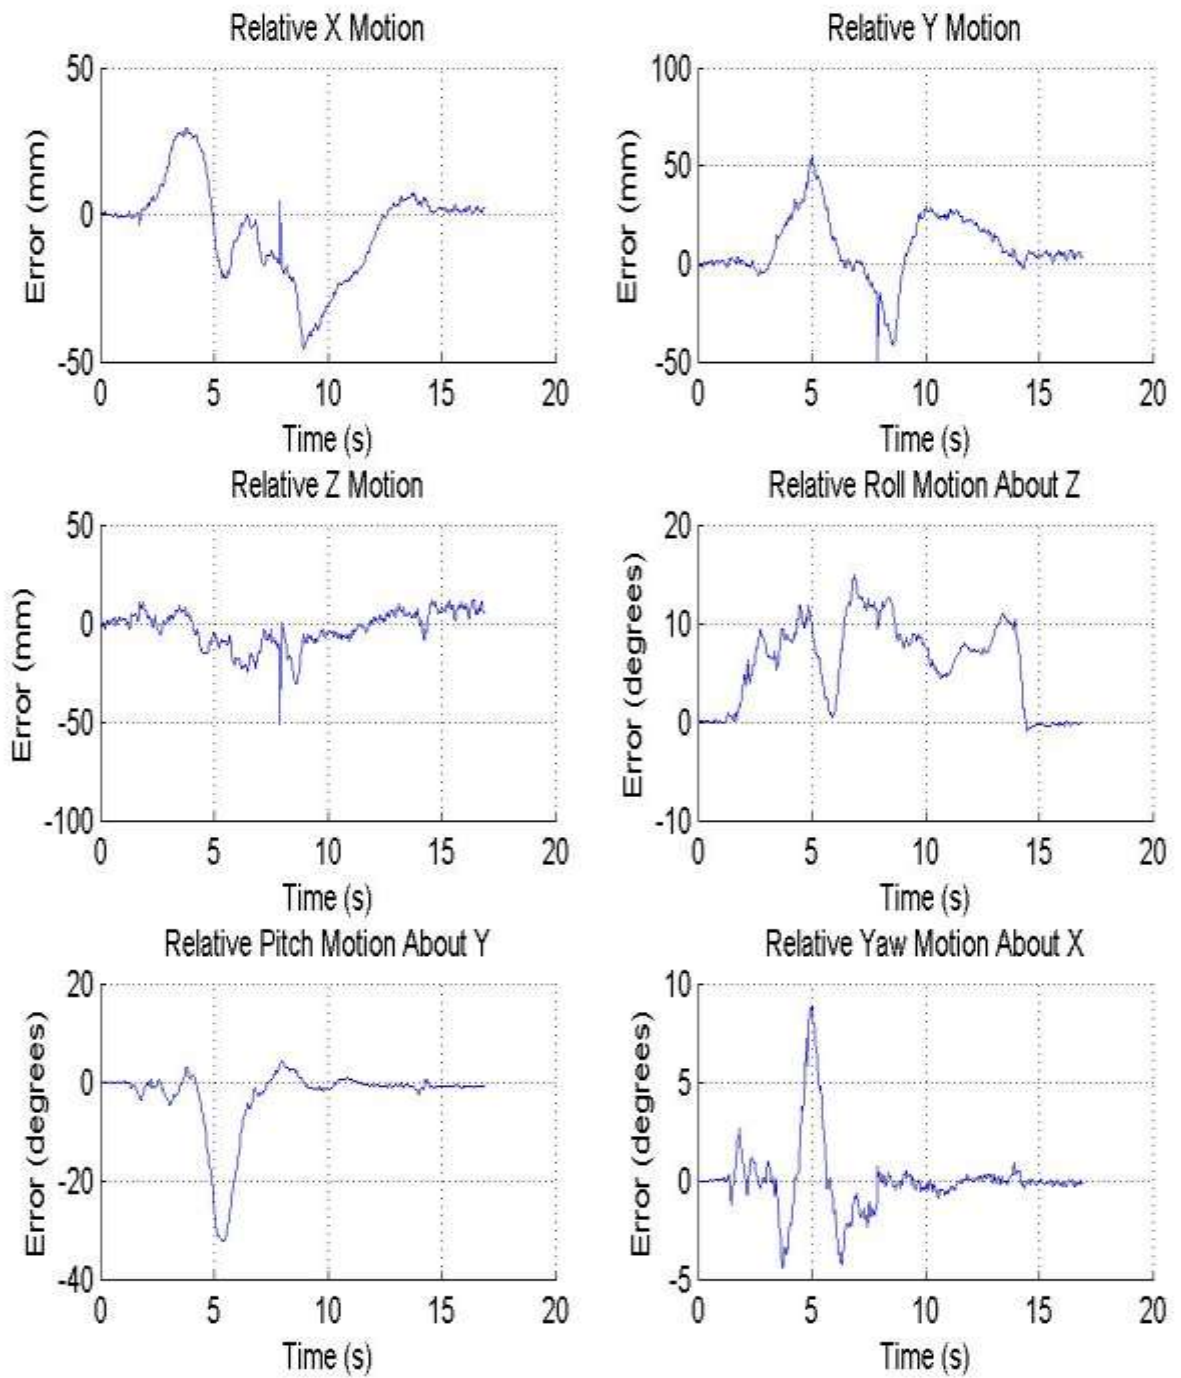 Relative X Motion
50
0
-50
0 5 10 15 20
Error (mm)
Time (s)
Relative Y Motion
100
50
0
-50
0 5 10 15 20
Error (mm)
Time (s)
Relative Z Motion
50
0
-50
-100
0 5 10 15 20
Error (mm)
Time (s)
Relative Roll Motion About Z
20
10
0
-10
0 5 10 15 20
Error (degrees)
Time (s)
Relative Pitch Motion About Y
20
0
-20
-40
0 5 10 15 20
Error (degrees)
Time (s)
Relative Yaw Motion About X
10
5
0
-5
0 5 10 15 20
Error (degrees)
Time (s)